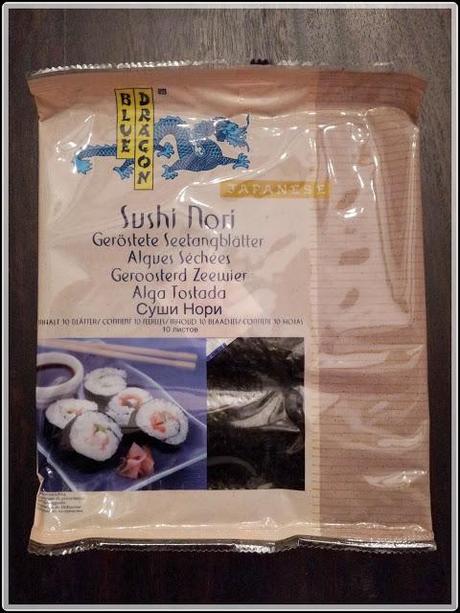 BLUE
DRAGON
JAPANESE
Sushi Nori
Geröstete Seetangblätter
Algues Séchées
Geroosterd Zeewier
Alga Tostada
Суши Нори
INHALT 10 BLÄTTER/ CONTIENT 10 FEUILLES/ INHOUD 10 BLAADJES/ CONTIENE 10 HOJAS
10 листов